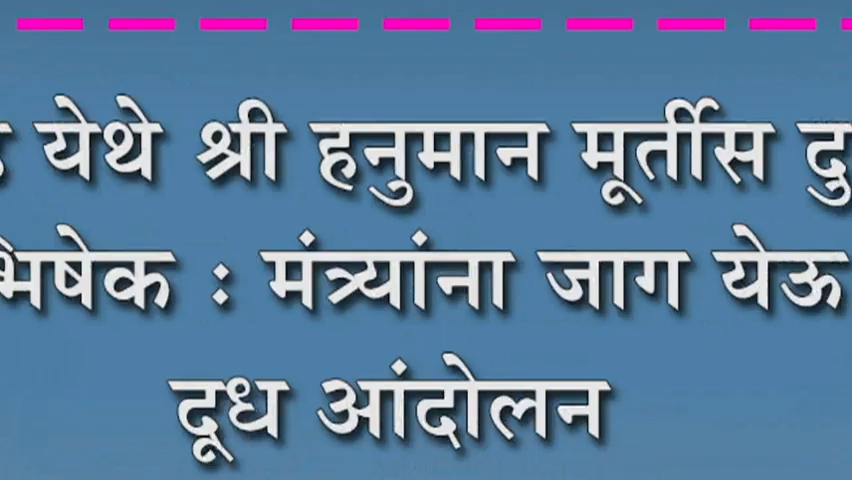 येथे श्री हनुमान मूर्तीस
: मंत्र्यांना जाग येऊ
दूध आंदोलन